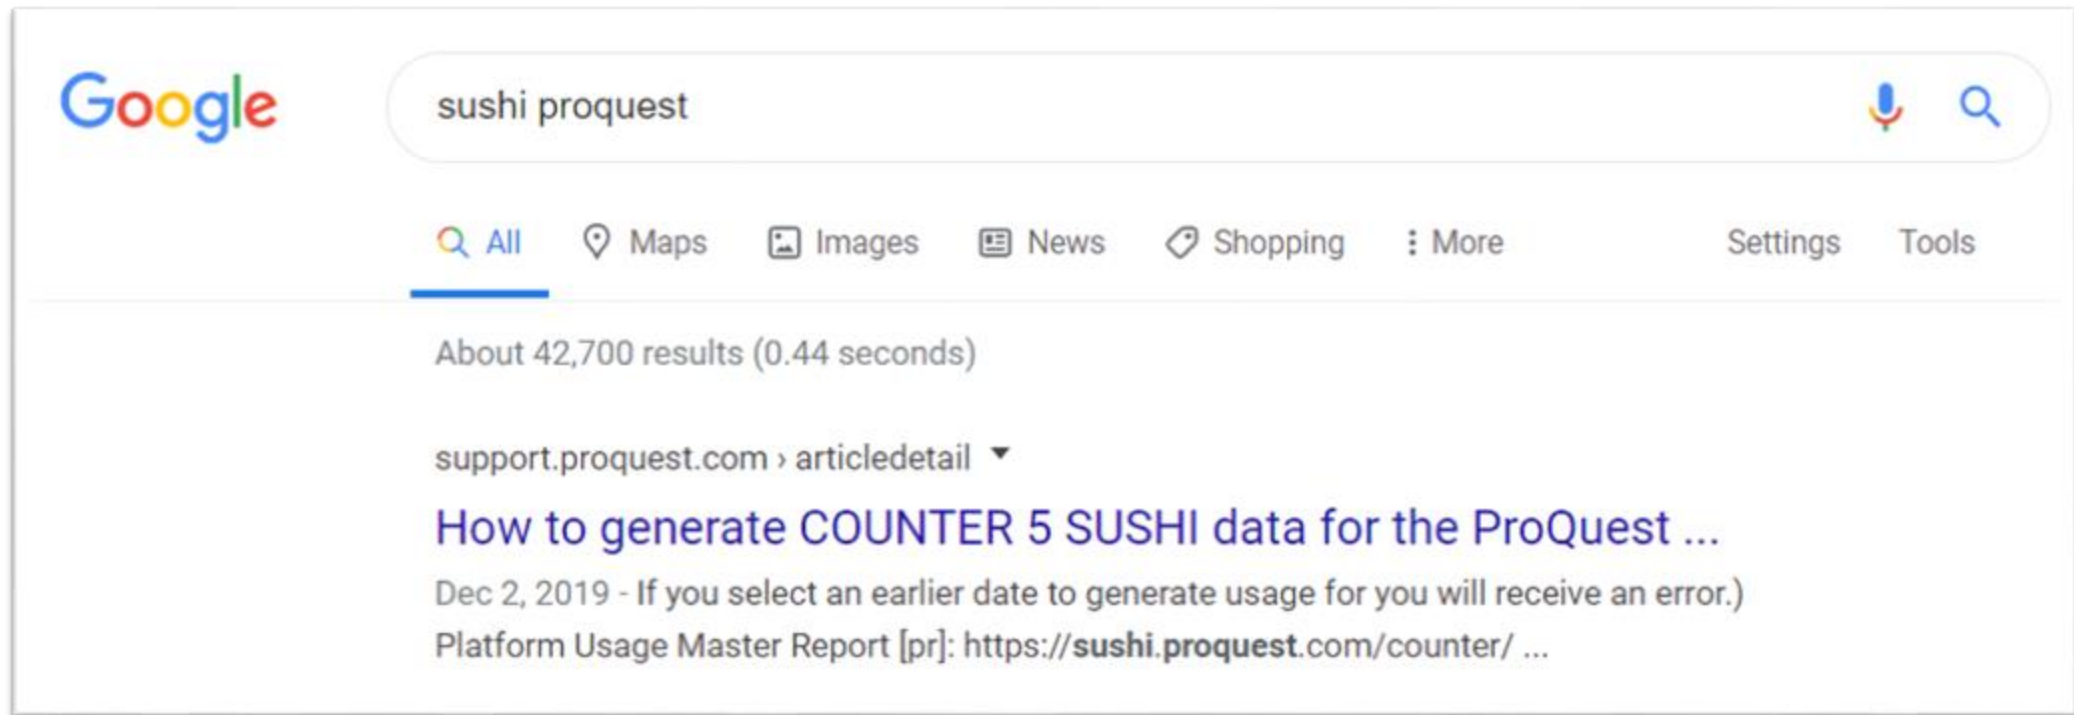 Google
sushi proquest
All Maps Images News Shopping More Settings Tools
About 42,700 results (0.44 seconds)
support.proquest.com › articledetail
How to generate COUNTER 5 SUSHI data for the ProQuest ...
Dec 2, 2019 - If you select an earlier date to generate usage for you will receive an error.)
Platform Usage Master Report [pr]: https://sushi.proquest.com/counter/ ...